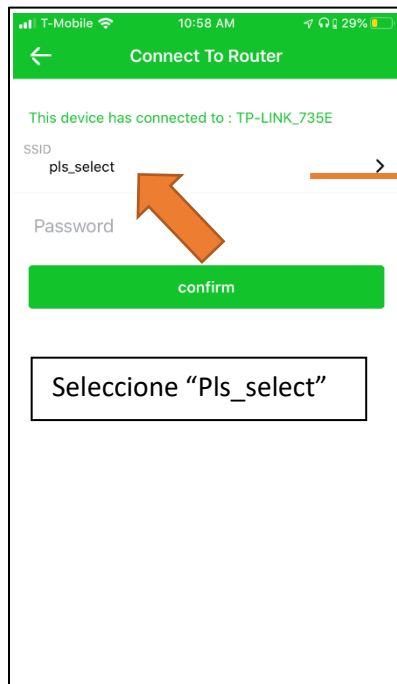 T-Mobile 10:58 AM 29%
Connect To Router
This device has connected to : TP-LINK_735E
SSID
pls_select
Password
confirm
Seleccione “Pls_select”